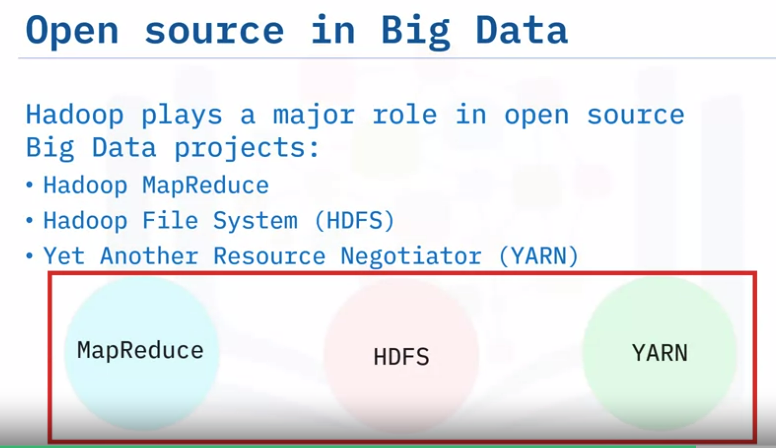 Open source in Big Data
Hadoop plays a major role in open source
Big Data projects:
• Hadoop MapReduce
• Hadoop File System (HDFS)
• Yet Another Resource Negotiator (YARN)
MapReduce
HDFS
YARN